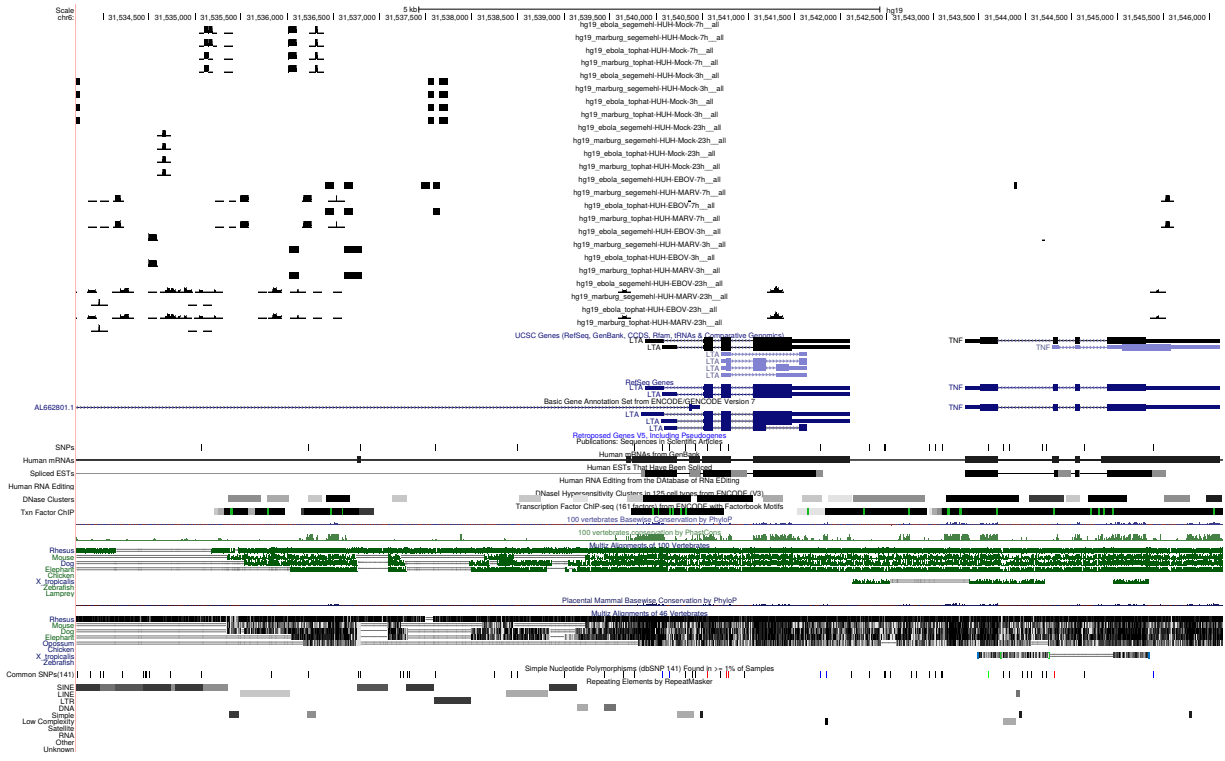 Scale 5 kb hg19
chr6: 31,534,500 31,535,000 31,535,500 31,536,000 31,536,500 31,537,000 31,537,500 31,538,000 31,538,500 31,539,000 31,539,500 31,540,000 31,540,500 31,541,000 31,541,500 31,542,000 31,542,500 31,543,000 31,543,500 31,544,000 31,544,500 31,545,000 31,545,500 31,546,000
hg19_ebola_segemehl-HUH-Mock-7h__all
hg19_marburg_segemehl-HUH-Mock-7h__all
hg19_ebola_tophat-HUH-Mock-7h__all
hg19_marburg_tophat-HUH-Mock-7h__all
hg19_ebola_segemehl-HUH-Mock-3h__all
hg19_marburg_segemehl-HUH-Mock-3h__all
hg19_ebola_tophat-HUH-Mock-3h__all
hg19_marburg_tophat-HUH-Mock-3h__all
hg19_ebola_segemehl-HUH-Mock-23h__all
hg19_marburg_segemehl-HUH-Mock-23h__all
hg19_ebola_tophat-HUH-Mock-23h__all
hg19_marburg_tophat-HUH-Mock-23h__all
hg19_ebola_segemehl-HUH-EBOV-7h__all
hg19_marburg_segemehl-HUH-MARV-7h__all
hg19_ebola_tophat-HUH-EBOV-7h__all
hg19_marburg_tophat-HUH-MARV-7h__all
hg19_ebola_segemehl-HUH-EBOV-3h__all
hg19_marburg_segemehl-HUH-MARV-3h__all
hg19_ebola_tophat-HUH-EBOV-3h__all
hg19_marburg_tophat-HUH-MARV-3h__all
hg19_ebola_segemehl-HUH-EBOV-23h__all
hg19_marburg_segemehl-HUH-MARV-23h__all
hg19_ebola_tophat-HUH-EBOV-23h__all
hg19_marburg_tophat-HUH-MARV-23h__all
UCSC Genes (RefSeq, GenBank, CCDS, Rfam, tRNAs & Comparative Genomics)
LTA TNF
LTA TNF
LTA
LTA
LTA
LTA
RefSeq Genes
LTA TNF
Basic Gene Annotation Set from ENCODE/GENCODE Version 7
AL662801.1 TNF
LTA
LTA
LTA
Retroposed Genes V5, Including Pseudogenes
Publications: Sequences in Scientific Articles
SNPs
Human mRNAs from GenBank
Human mRNAs
Human ESTs That Have Been Spliced
Spliced ESTs
Human RNA Editing from the DAtabase of RNa EDiting
Human RNA Editing
DNaseI Hypersensitivity Clusters in 125 cell types from ENCODE (V3)
DNase Clusters
Transcription Factor ChIP-seq (161 factors) from ENCODE with Factorbook Motifs
Txn Factor ChIP
100 vertebrates Basewise Conservation by PhyloP
100 vertebrates conservation by PhastCons
Multiz Alignments of 100 Vertebrates
Rhesus
Mouse
Dog
Elephant
Chicken
X_tropicalis
Zebrafish
Lamprey
Placental Mammal Basewise Conservation by PhyloP
Multiz Alignments of 46 Vertebrates
Rhesus
Mouse
Dog
Elephant
Opossum
Chicken
X_tropicalis
Zebrafish
Simple Nucleotide Polymorphisms (dbSNP 141) Found in >= 1% of Samples
Common SNPs(141)
Repeating Elements by RepeatMasker
SINE
LINE
LTR
DNA
Simple
Low Complexity
Satellite
RNA
Other
Unknown